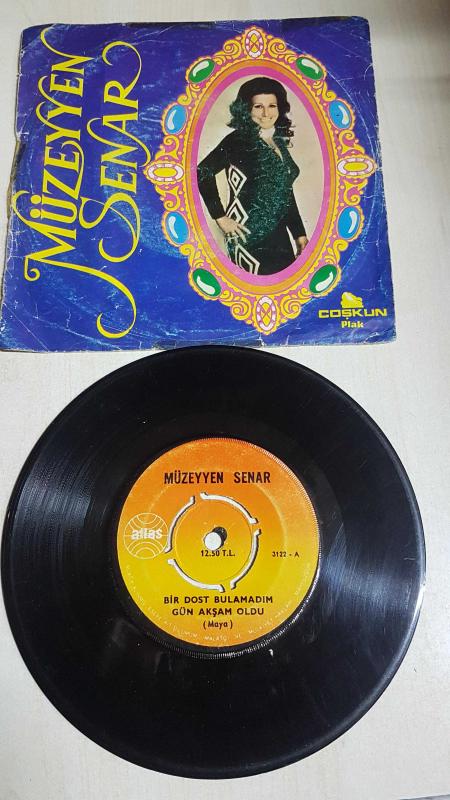 MÜZEYYEN
SENAR
COŞKUN
Plak
MÜZEYYEN SENAR
atlas
12.50 T.L.
3122 - A
BİR DOST BULAMADIM
GÜN AKŞAM OLDU
(Maya)